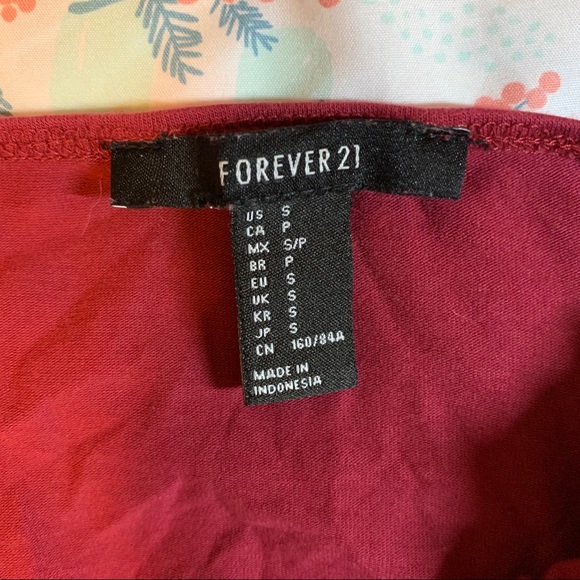 FOREVER 21
US S
CA P
MX S/P
BR P
EU S
UK S
KR S
JP S
CN 160/84A
MADE IN
INDONESIA